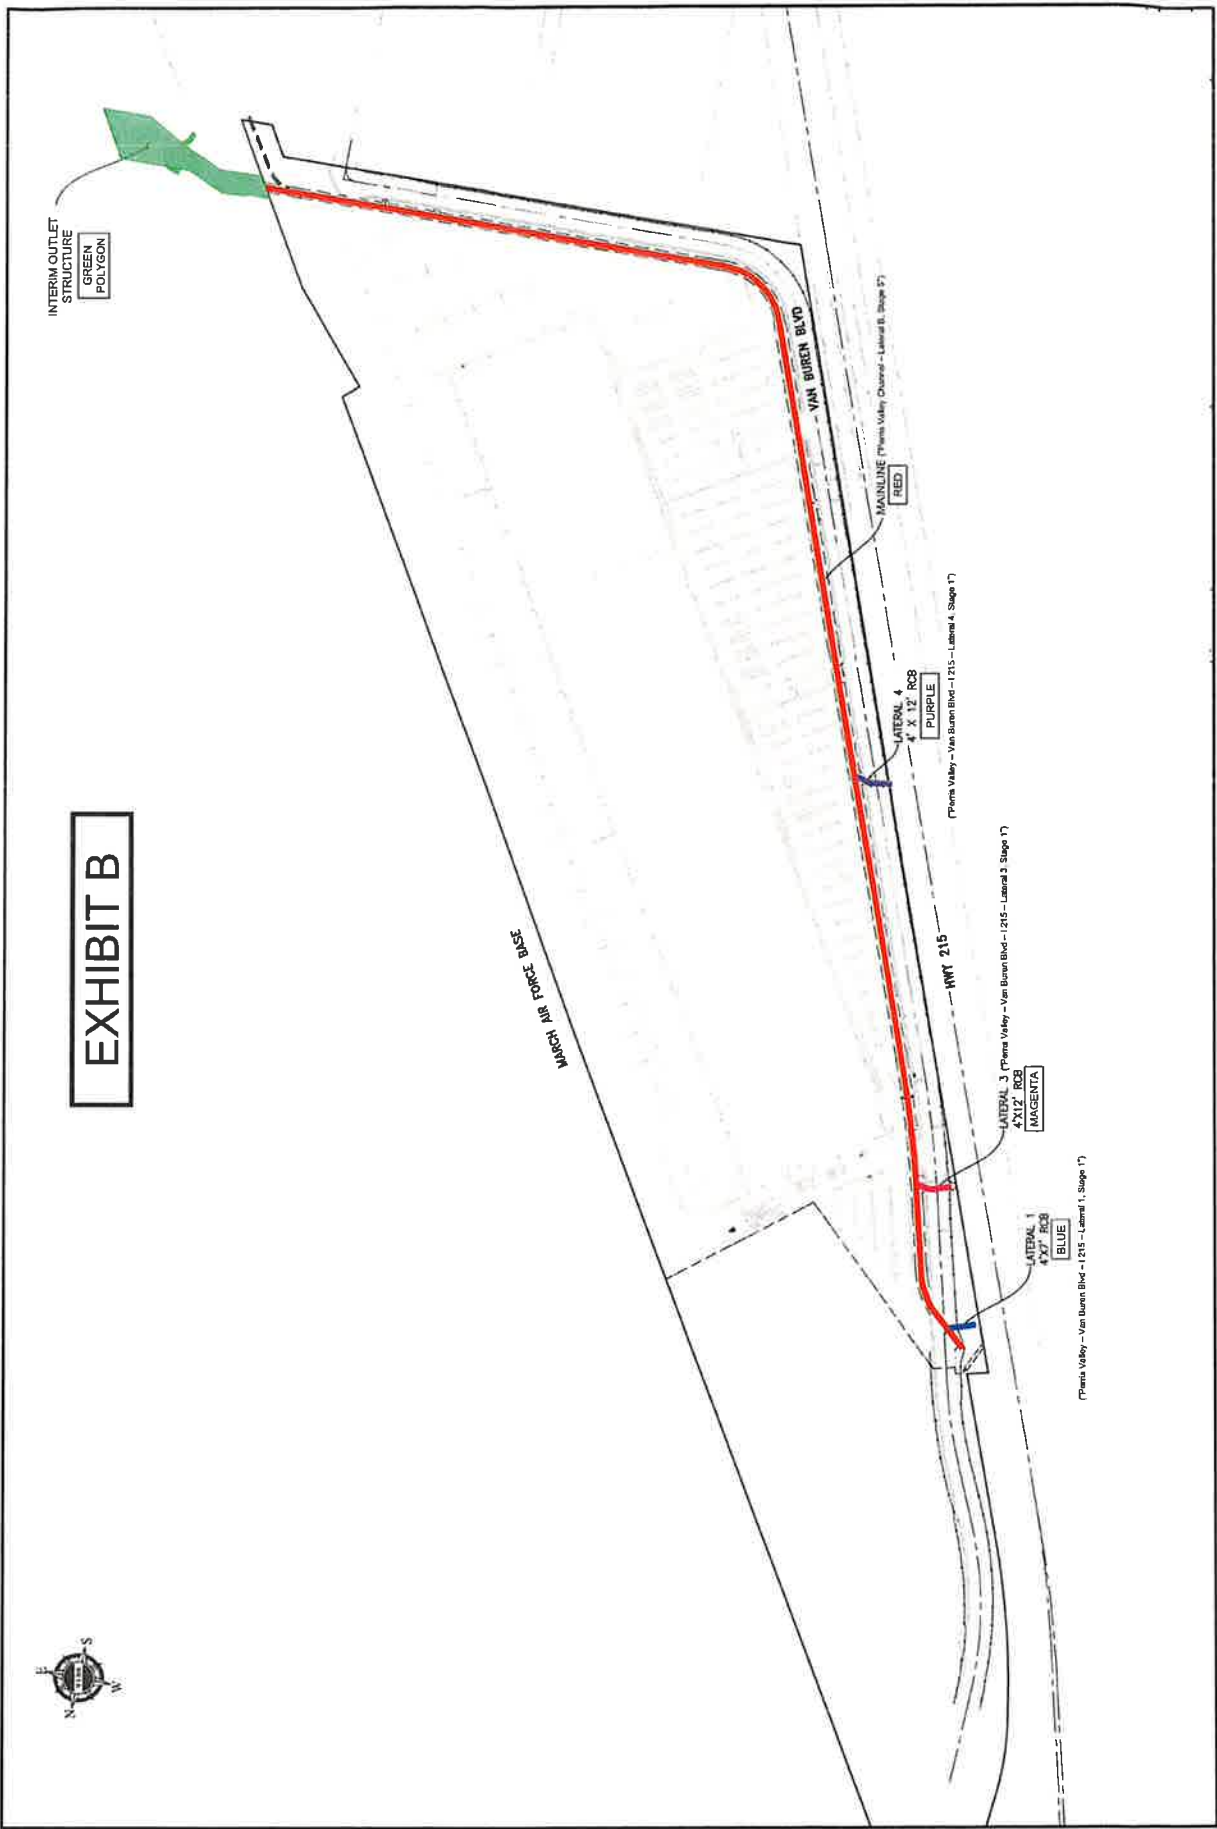 EXHIBIT B
INTERIM OUTLET
STRUCTURE
GREEN
POLYGON
MARCH AIR FORCE BASE
VAN BUREN BLVD
MAINLINE ("Perris Valley Channel – Lateral B, Stage 5")
RED
LATERAL 4
4' X 12' RCB
PURPLE
("Perris Valley – Van Buren Blvd – I 215 – Lateral 4, Stage 1")
HWY 215
LATERAL 3 ("Perris Valley – Van Buren Blvd – I 215 – Lateral 3, Stage 1")
4'X12' RCB
MAGENTA
LATERAL 1
4'X7' RCB
BLUE
("Perris Valley – Van Buren Blvd – I 215 – Lateral 1, Stage 1")
N
E
S
W